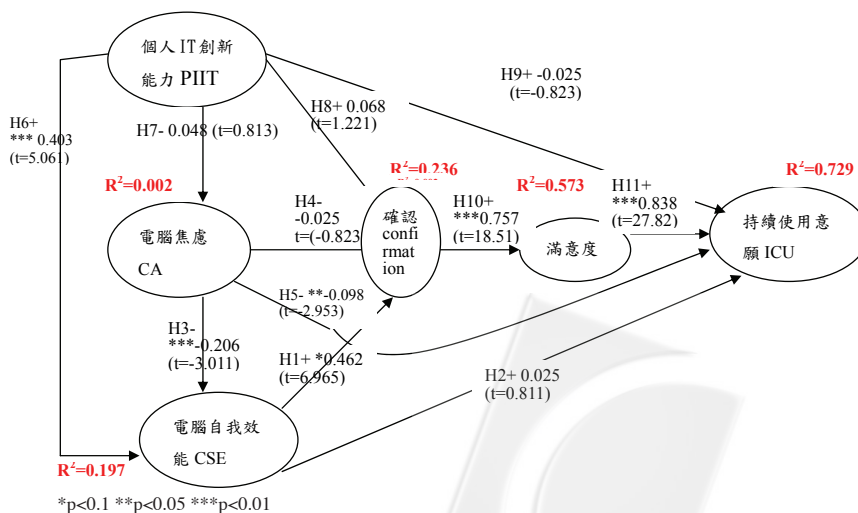 個人 IT 創新
能力 PIIT
H9+ -0.025
(t=-0.823)
H8+ 0.068
(t=1.221)
H6+
*** 0.403
(t=5.061)
H7- 0.048 (t=0.813)
R²=0.002
R²=0.236
R²=0.573
R²=0.729
H4-
-0.025
t=(-0.823
H10+
***0.757
(t=18.51)
H11+
***0.838
(t=27.82)
電腦焦慮
CA
確認
confi
rmat
ion
滿意度
持續使用意
願 ICU
H5- **-0.098
(t=-2.953)
H3-
***-0.206
(t=-3.011)
H1+ *0.462
(t=6.965)
H2+ 0.025
(t=0.811)
電腦自我效
能 CSE
R²=0.197
*p<0.1 **p<0.05 ***p<0.01